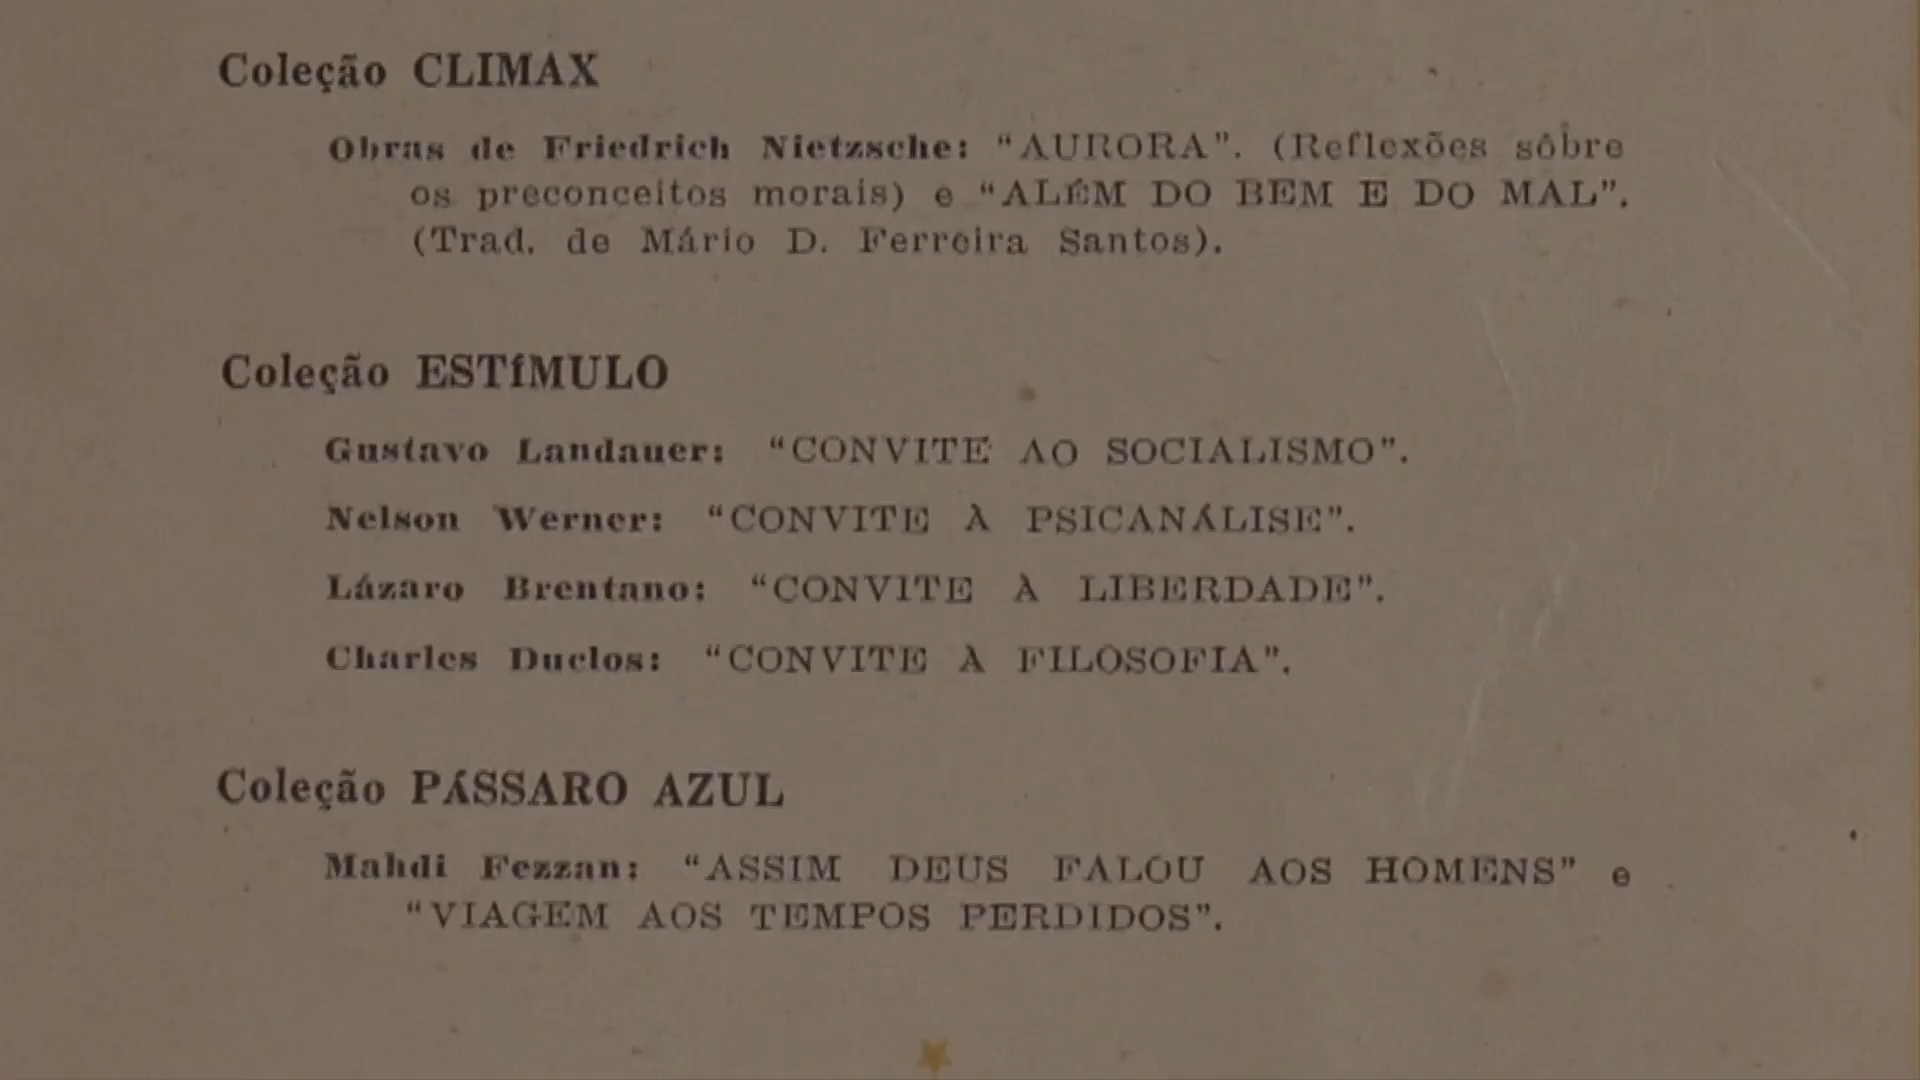 Coleção CLIMAX
Obras de Friedrich Nietzsche: “AURORA”. (Reflexões sôbre
os preconceitos morais) e “ALÉM DO BEM E DO MAL”.
(Trad. de Mário D. Ferreira Santos).
Coleção ESTÍMULO
Gustavo Landauer: “CONVITE AO SOCIALISMO”.
Nelson Werner: “CONVITE À PSICANÁLISE”.
Lázaro Brentano: “CONVITE À LIBERDADE”.
Charles Duclos: “CONVITE À FILOSOFIA”.
Coleção PÁSSARO AZUL
Mahdi Fezzan: “ASSIM DEUS FALOU AOS HOMENS” e
“VIAGEM AOS TEMPOS PERDIDOS”.